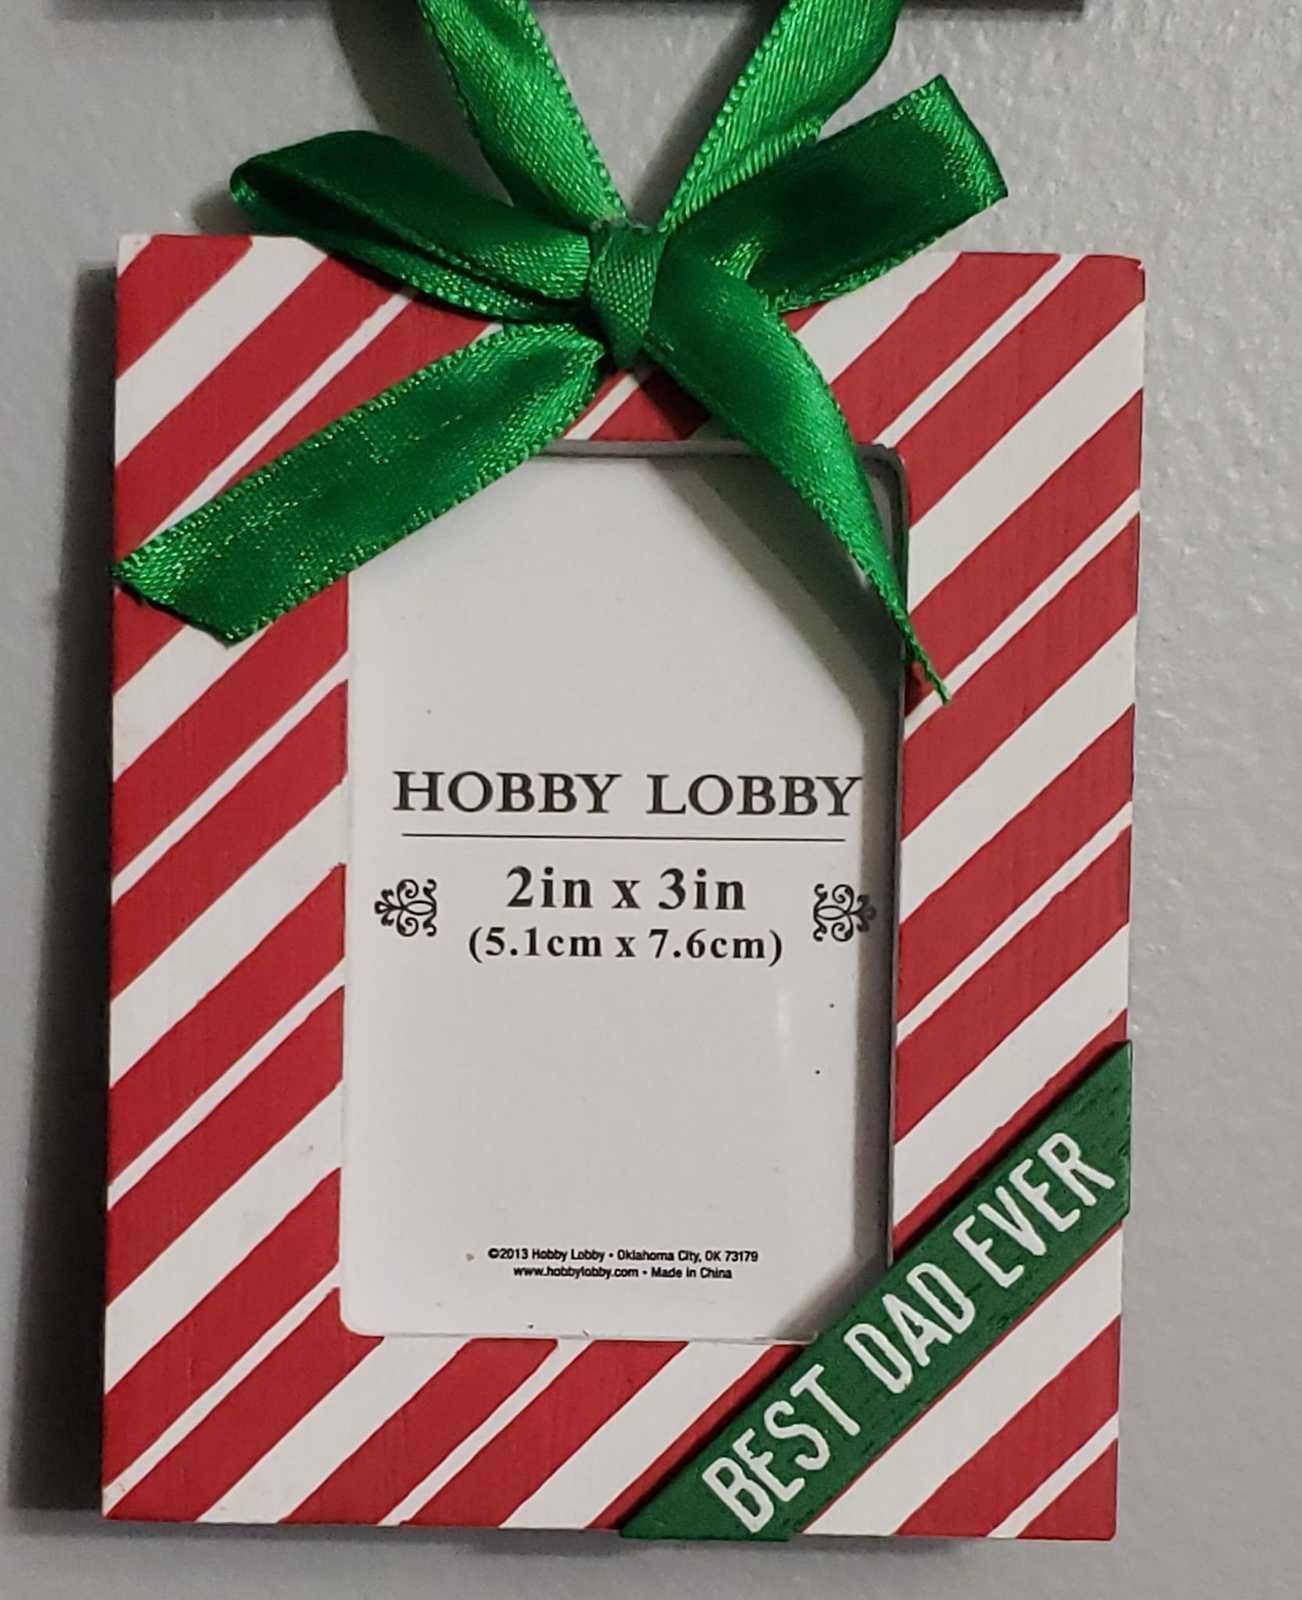 HOBBY LOBBY
2in x 3in
(5.1cm x 7.6cm)
©2013 Hobby Lobby • Oklahoma City, OK 73179
www.hobbylobby.com • Made in China
BEST DAD EVER